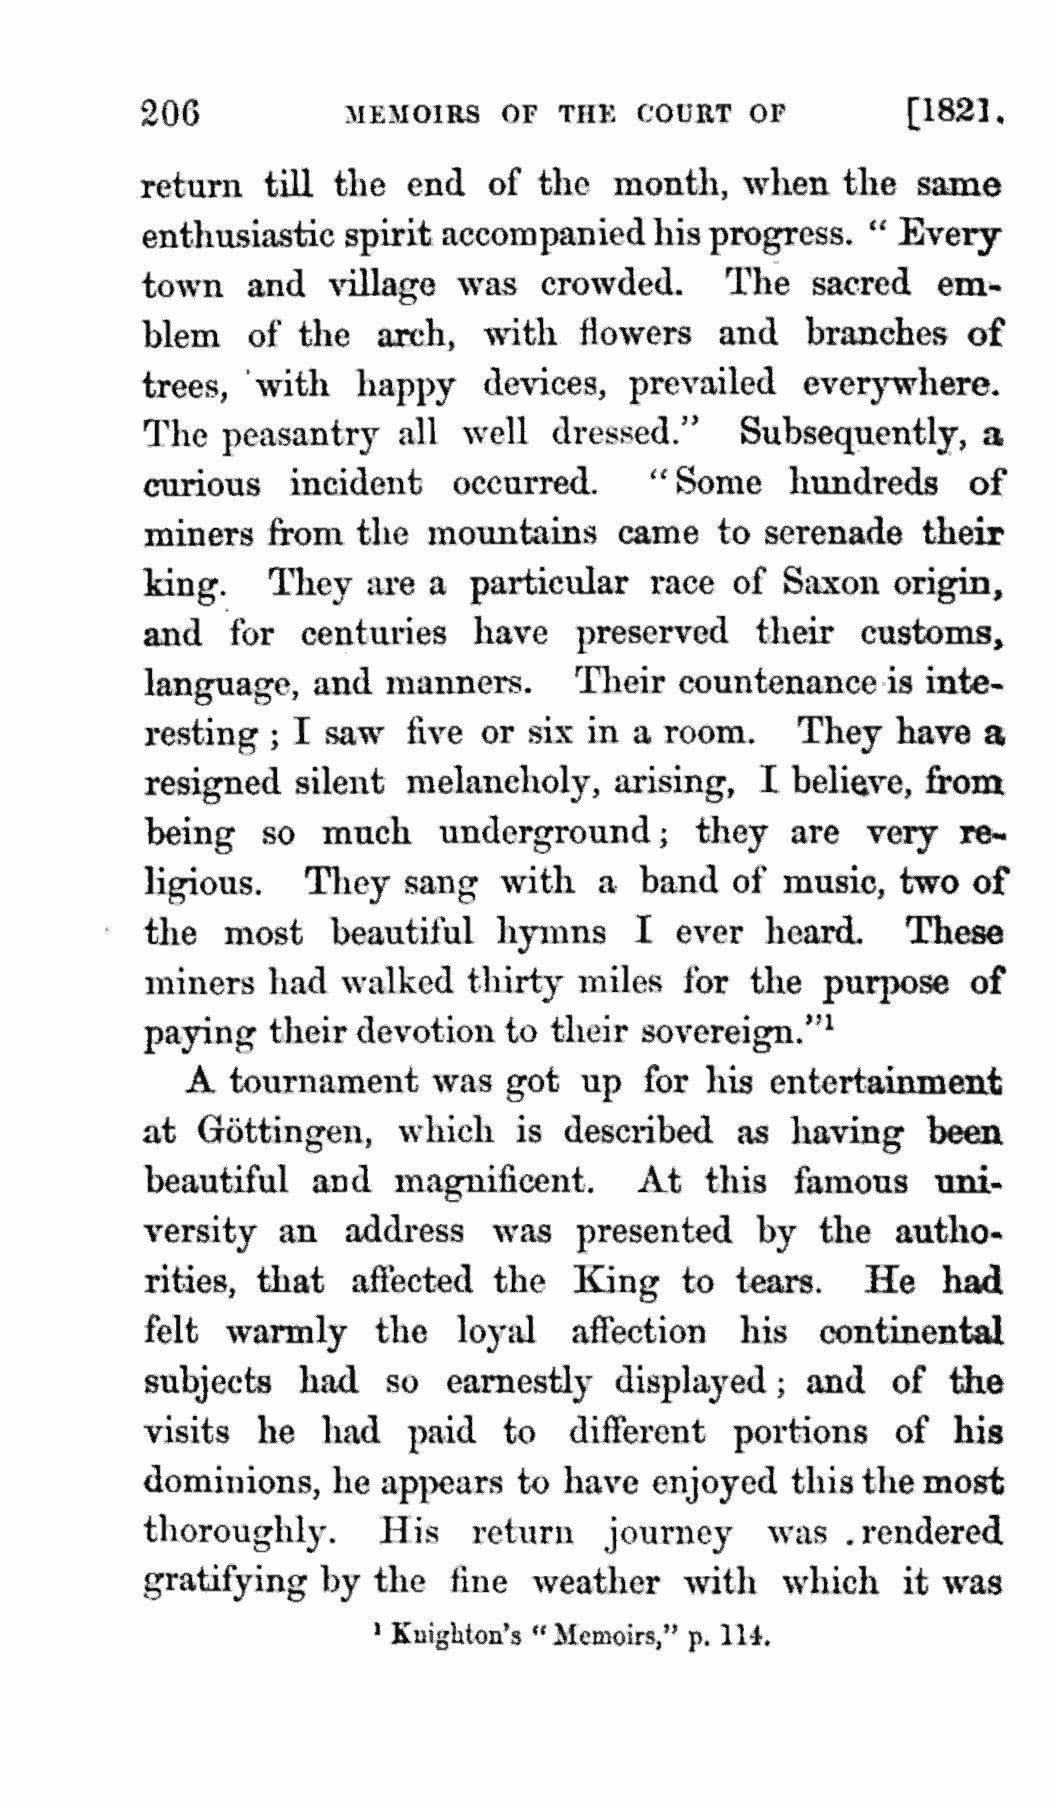 206 MEMOIRS OF THE COURT OF [1821.
return till the end of the month, when the same
enthusiastic spirit accompanied his progress. “ Every
town and village was crowded. The sacred em-
blem of the arch, with flowers and branches of
trees, with happy devices, prevailed everywhere.
The peasantry all well dressed.” Subsequently, a
curious incident occurred. “Some hundreds of
miners from the mountains came to serenade their
king. They are a particular race of Saxon origin,
and for centuries have preserved their customs,
language, and manners. Their countenance is inte-
resting ; I saw five or six in a room. They have a
resigned silent melancholy, arising, I believe, from
being so much underground ; they are very re-
ligious. They sang with a band of music, two of
the most beautiful hymns I ever heard. These
miners had walked thirty miles for the purpose of
paying their devotion to their sovereign.”¹
A tournament was got up for his entertainment
at Göttingen, which is described as having been
beautiful and magnificent. At this famous uni-
versity an address was presented by the autho-
rities, that affected the King to tears. He had
felt warmly the loyal affection his continental
subjects had so earnestly displayed ; and of the
visits he had paid to different portions of his
dominions, he appears to have enjoyed this the most
thoroughly. His return journey was rendered
gratifying by the fine weather with which it was
¹ Knighton’s “ Memoirs,” p. 114.